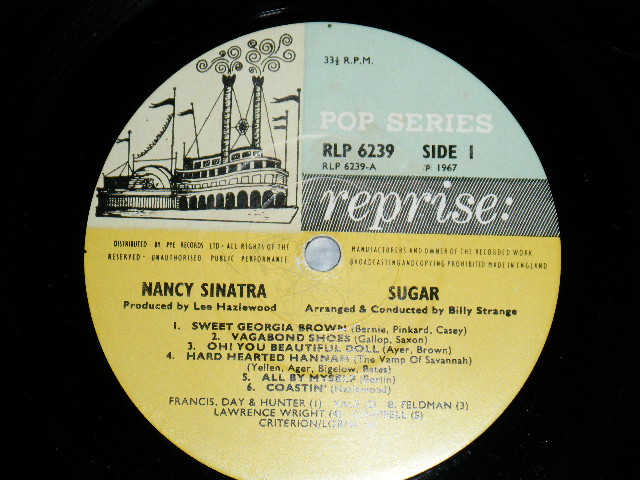 33⅓ R.P.M.
POP SERIES
RLP 6239 SIDE 1
RLP 6239-A ℗ 1967
reprise:
DISTRIBUTED BY PYE RECORDS LTD · ALL RIGHTS OF THE
RESERVED · UNAUTHORISED PUBLIC PERFORMANCE
MANUFACTURERS AND OWNER OF THE RECORDED WORK
BROADCASTING AND COPYING PROHIBITED MADE IN ENGLAND
NANCY SINATRA SUGAR
Produced by Lee Hazlewood Arranged & Conducted by Billy Strange
1. SWEET GEORGIA BROWN (Bernie, Pinkard, Casey)
2. VAGABOND SHOES (Gallop, Saxon)
3. OH! YOU BEAUTIFUL DOLL (Ayer, Brown)
4. HARD HEARTED HANNAH (The Vamp Of Savannah)
(Yellen, Ager, Bigelow, Bates)
5. ALL BY MYSELF (Berlin)
6. COASTIN' (Hazlewood)
FRANCIS, DAY & HUNTER (1) B. FELDMAN (3)
LAWRENCE WRIGHT (4) (5)